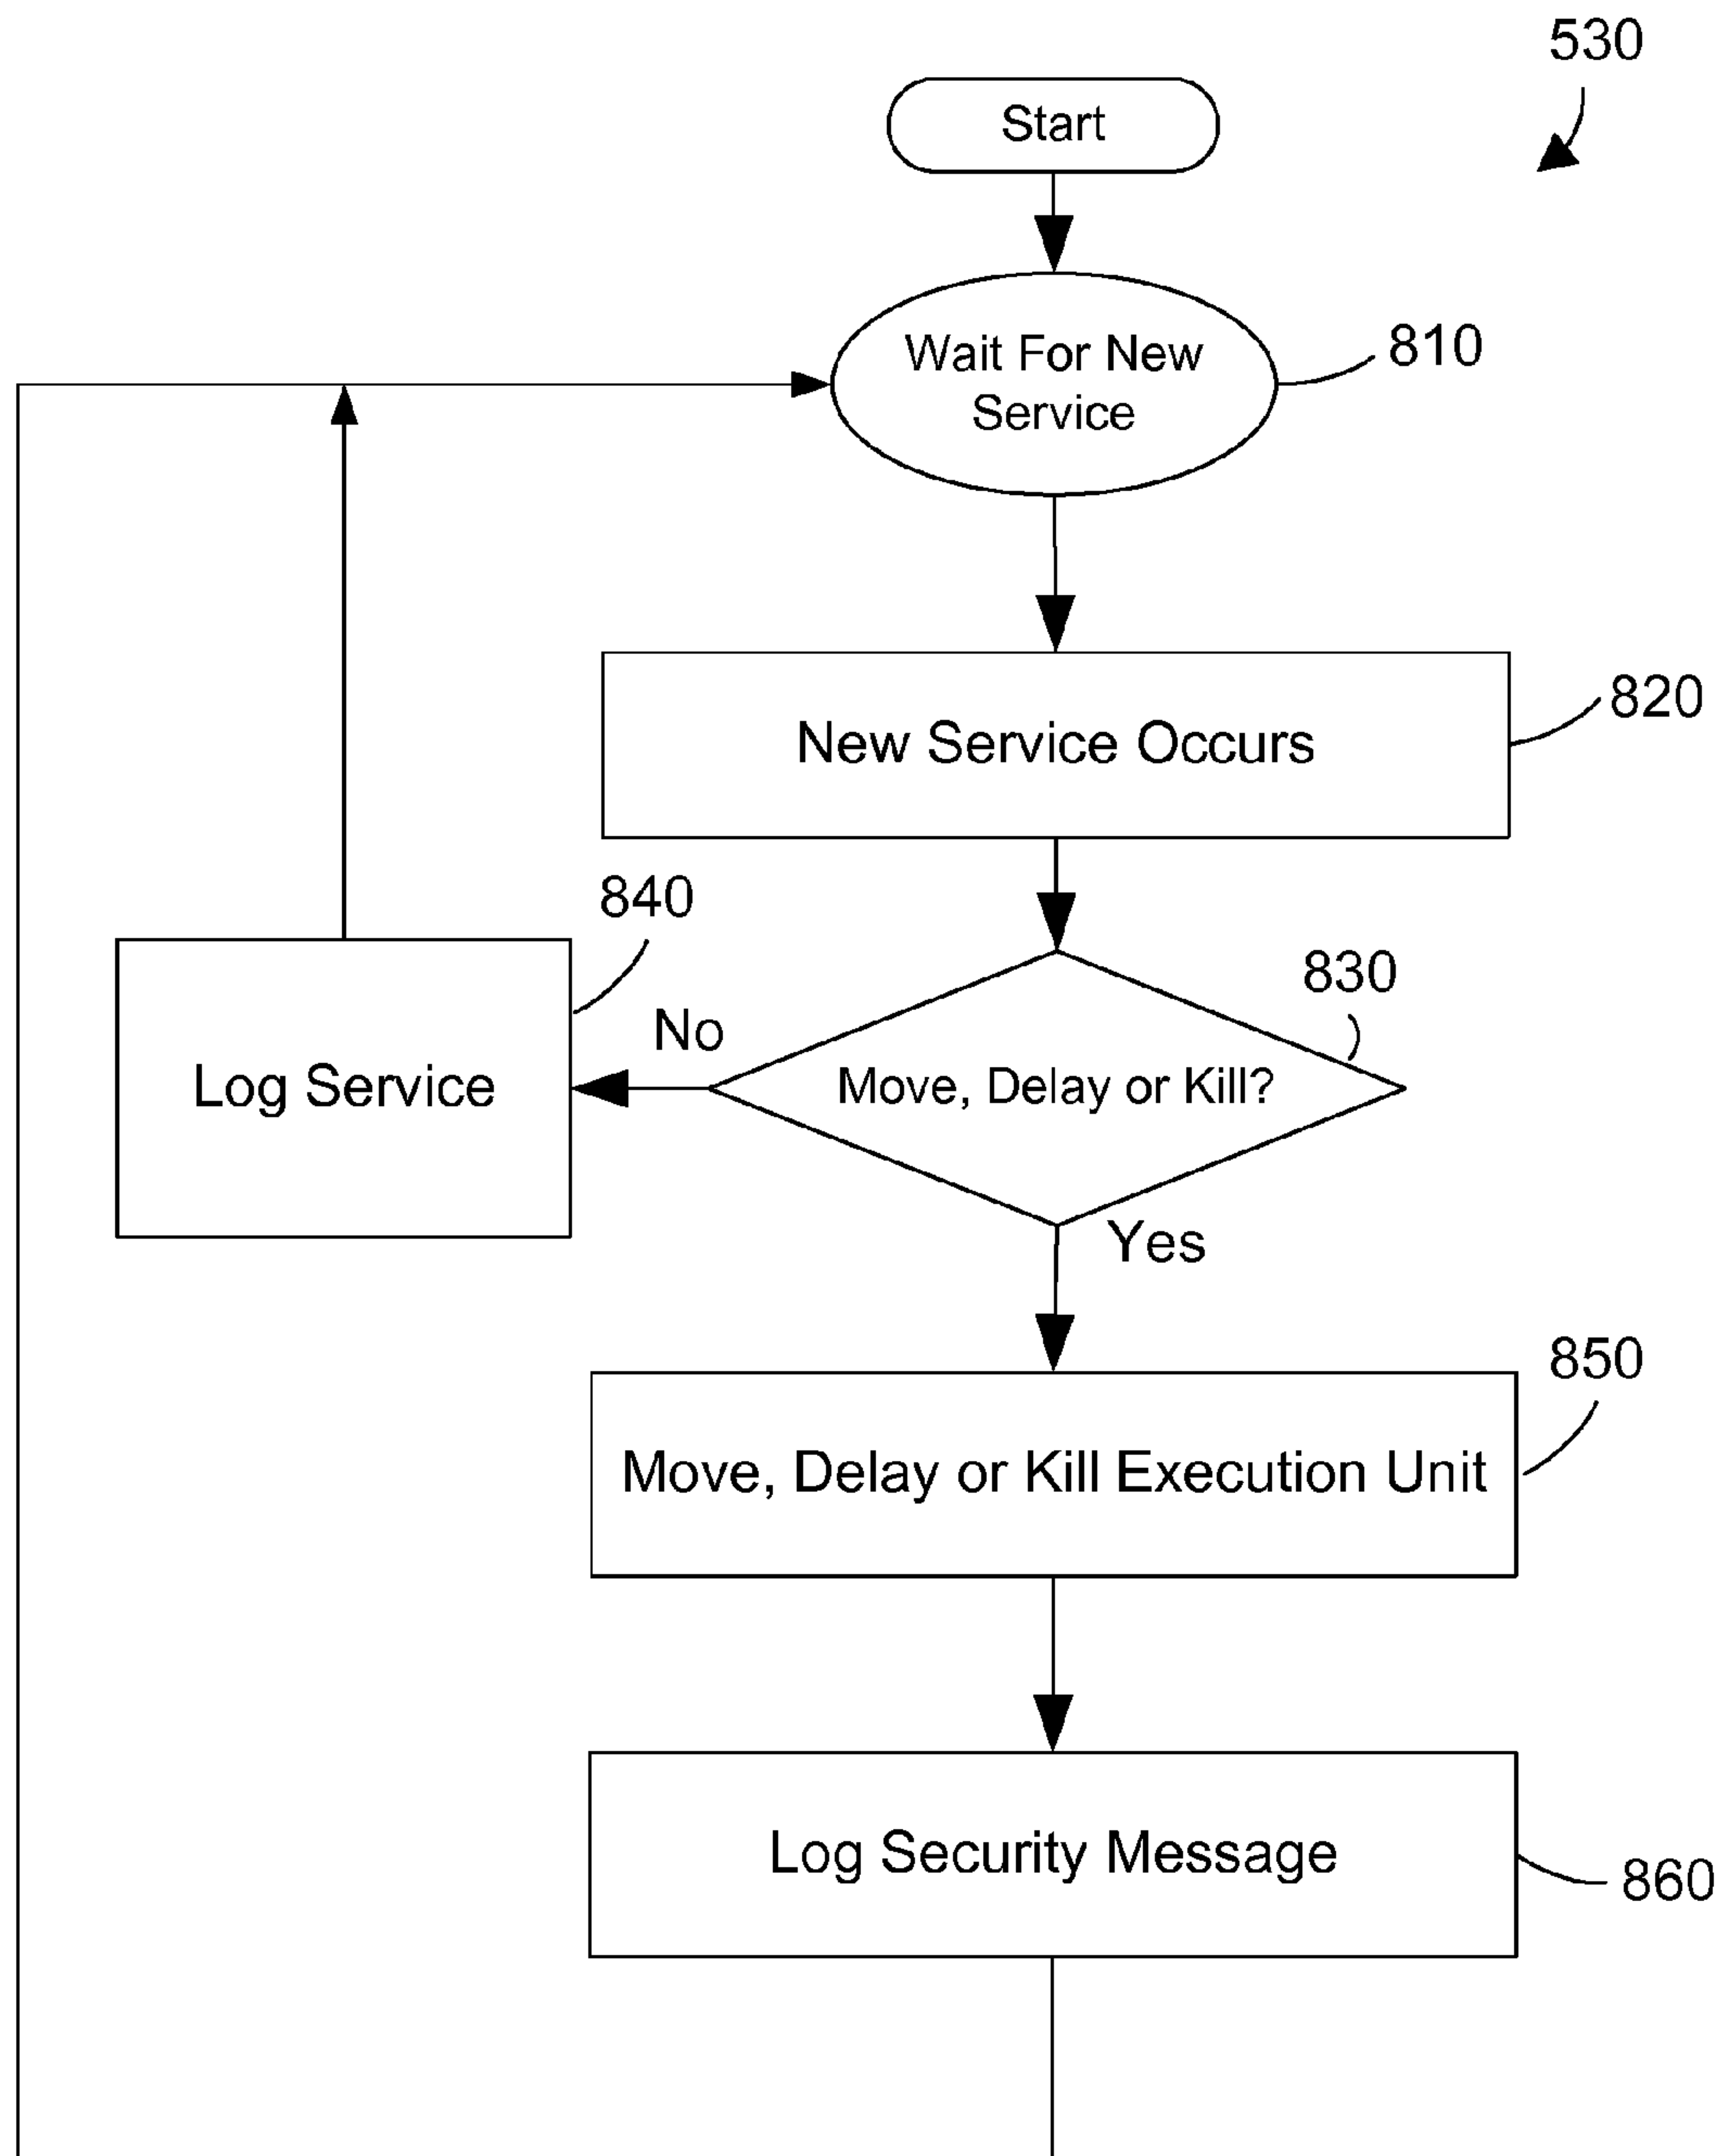 530
Start
Wait For New
Service
810
New Service Occurs
820
840
830
No
Log Service
Move, Delay or Kill?
Yes
850
Move, Delay or Kill Execution Unit
Log Security Message
860